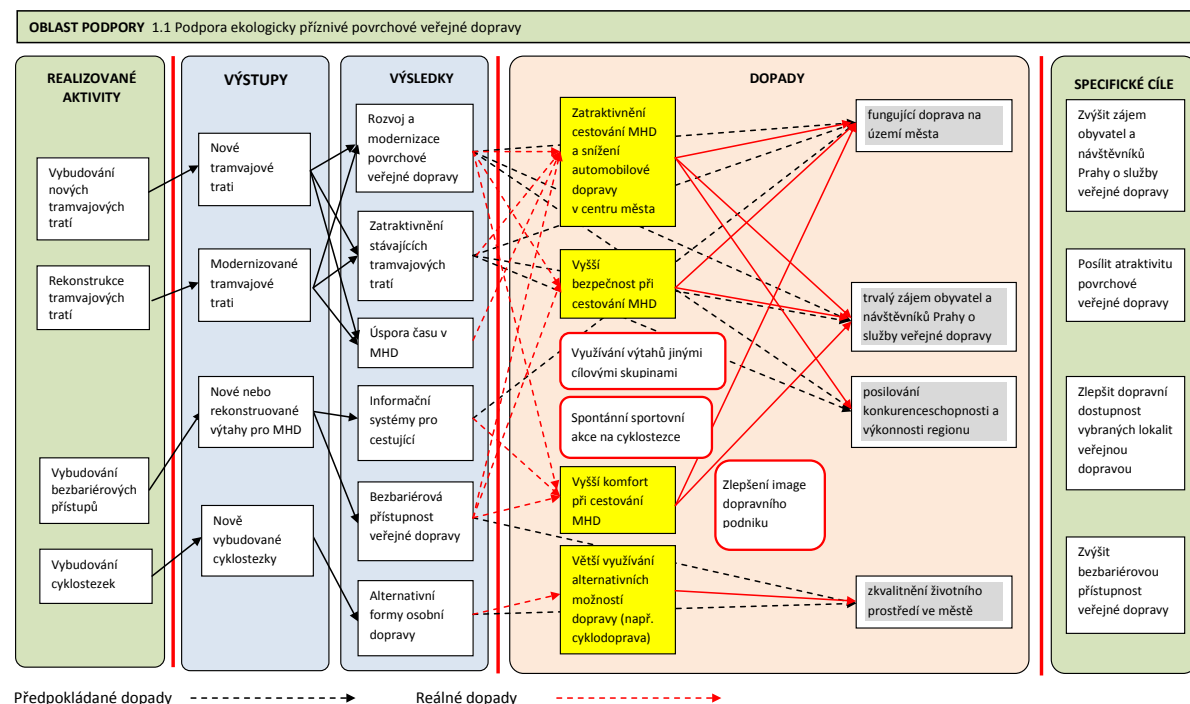 OBLAST PODPORY 1.1 Podpora ekologicky příznivé povrchové veřejné dopravy
REALIZOVANÉ
AKTIVITY
Vybudování
nových
tramvajových
tratí
Rekonstrukce
tramvajových
tratí
Vybudování
bezbariérových
přístupů
Vybudování
cyklostezek
VÝSTUPY
Nové
tramvajové
trati
Modernizované
tramvajové
trati
Nové nebo
rekonstruované
výtahy pro MHD
Nově
vybudované
cyklostezky
VÝSLEDKY
Rozvoj a
modernizace
povrchové
veřejné dopravy
Zatraktivnění
stávajících
tramvajových
tratí
Úspora času v
MHD
Informační
systémy pro
cestující
Bezbariérová
přístupnost
veřejné dopravy
Alternativní
formy osobní
dopravy
DOPADY
Zatraktivnění
cestování MHD
a snížení
automobilové
dopravy
v centru města
Vyšší
bezpečnost při
cestování MHD
Využívání výtahů jinými
cílovými skupinami
Spontánní sportovní
akce na cyklostezce
Vyšší komfort
při cestování
MHD
Zlepšení image
dopravního
podniku
Větší využívání
alternativních
možností
dopravy (např.
cyklodoprava)
fungující doprava na
území města
trvalý zájem obyvatel a
návštěvníků Prahy o
služby veřejné dopravy
posilování
konkurenceschopnosti a
výkonnosti regionu
zkvalitnění životního
prostředí ve městě
SPECIFICKÉ CÍLE
Zvýšit zájem
obyvatel a
návštěvníků
Prahy o služby
veřejné dopravy
Posílit atraktivitu
povrchové
veřejné dopravy
Zlepšit dopravní
dostupnost
vybraných lokalit
veřejnou
dopravou
Zvýšit
bezbariérovou
přístupnost
veřejné dopravy
Předpokládané dopady
Reálné dopady